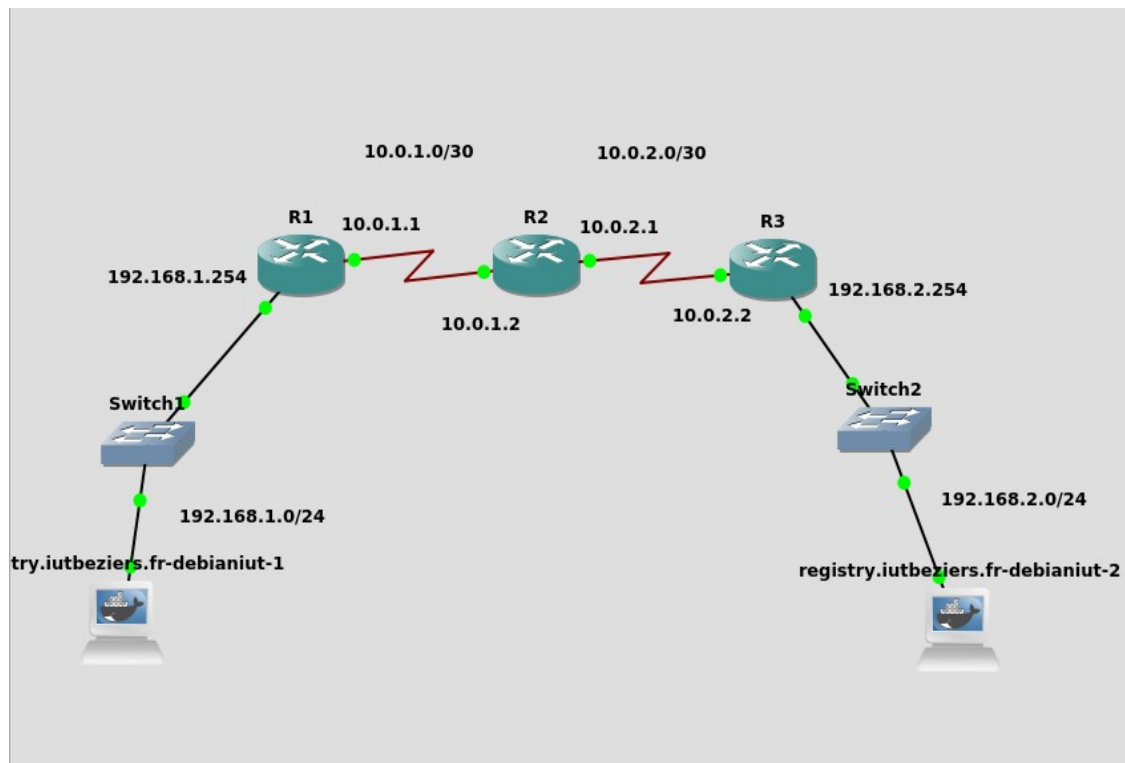 10.0.1.0/30
10.0.2.0/30
R1
R2
R3
10.0.1.1
10.0.2.1
192.168.1.254
192.168.2.254
10.0.1.2
10.0.2.2
Switch1
Switch2
192.168.1.0/24
192.168.2.0/24
try.iutbeziers.fr-debianiut-1
registry.iutbeziers.fr-debianiut-2